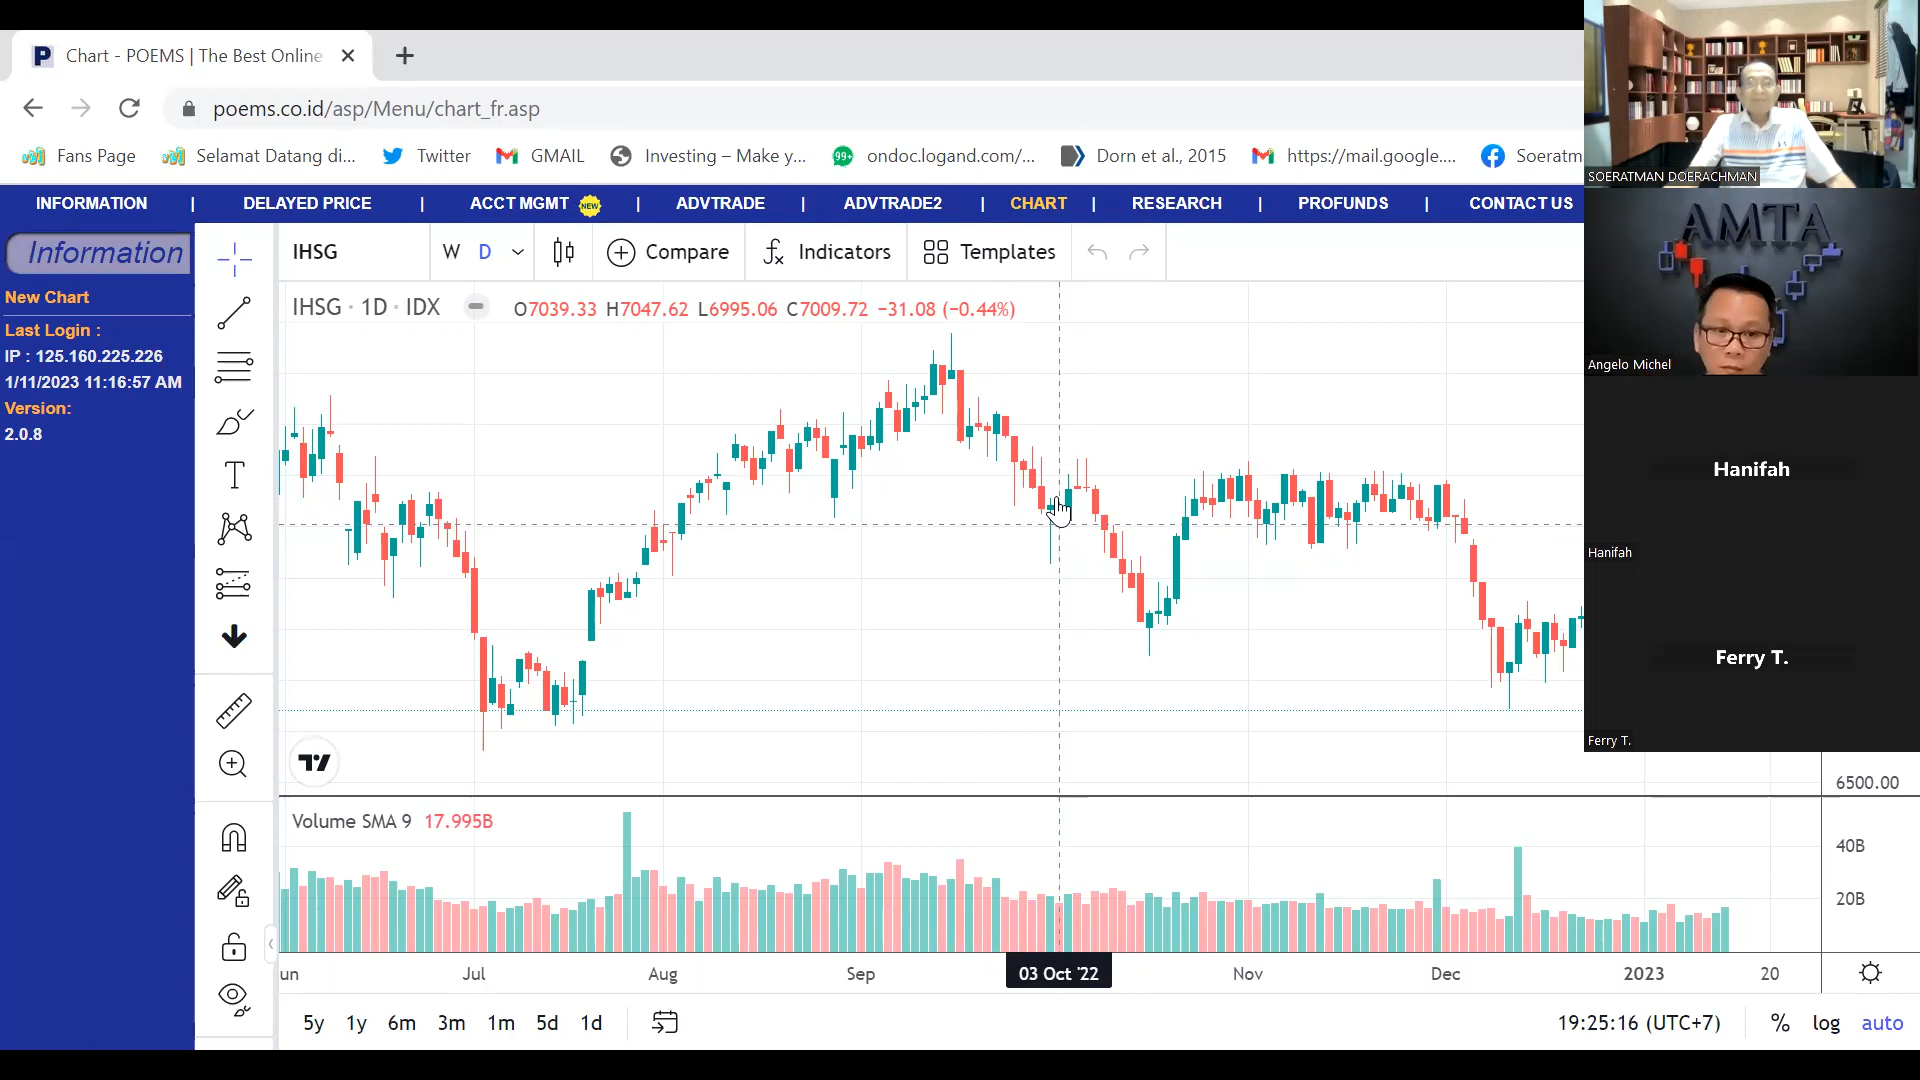 Chart - POEMS | The Best Online
poems.co.id/asp/Menu/chart_fr.asp
Fans Page
Selamat Datang di...
Twitter
GMAIL
Investing – Make y...
99+
ondoc.logand.com/...
Dorn et al., 2015
https://mail.google....
Soeratm
INFORMATION | DELAYED PRICE | ACCT MGMT NEW | ADVTRADE | ADVTRADE2 | CHART | RESEARCH | PROFUNDS | CONTACT US
Information
New Chart
Last Login :
IP : 125.160.225.226
1/11/2023 11:16:57 AM
Version:
2.0.8
IHSG
W D
Compare
Indicators
Templates
IHSG · 1D · IDX
O7039.33 H7047.62 L6995.06 C7009.72 −31.08 (−0.44%)
6500.00
Volume SMA 9 17.995B
40B
20B
un Jul Aug Sep 03 Oct '22 Nov Dec 2023 20
5y 1y 6m 3m 1m 5d 1d
19:25:16 (UTC+7) % log auto
SOERATMAN DOERACHMAN
AMTA
Angelo Michel
Hanifah
Hanifah
Ferry T.
Ferry T.